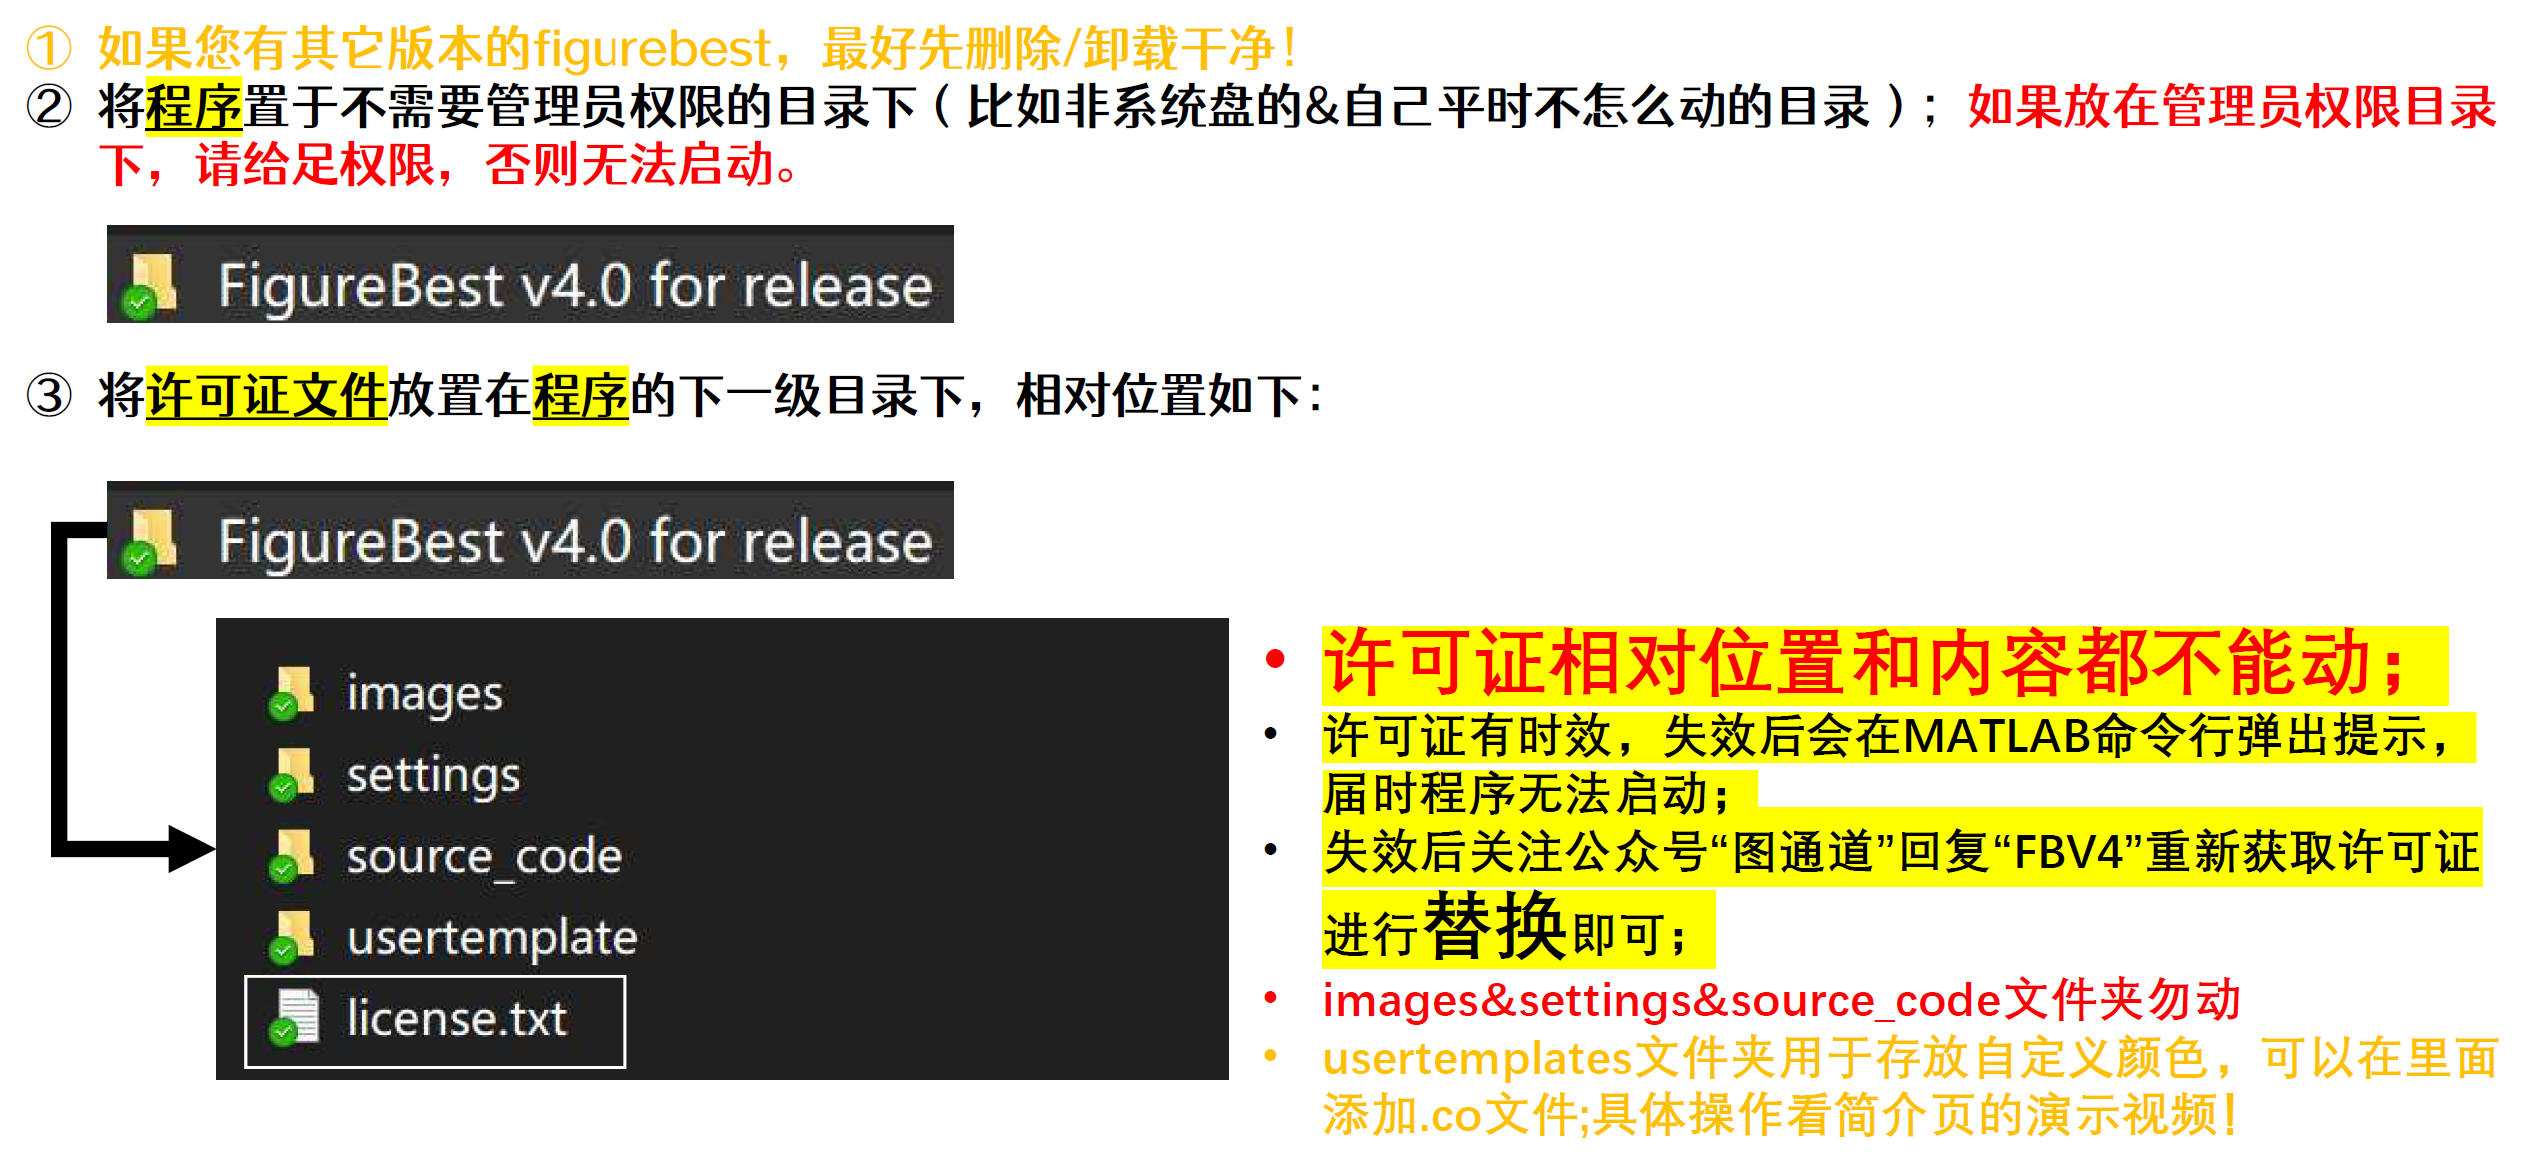 ① 如果您有其它版本的figurebest，最好先删除/卸载干净！
② 将程序置于不需要管理员权限的目录下（比如非系统盘的&自己平时不怎么动的目录）；如果放在管理员权限目录
下，请给足权限，否则无法启动。
FigureBest v4.0 for release
③ 将许可证文件放置在程序的下一级目录下，相对位置如下：
FigureBest v4.0 for release
images
settings
source_code
usertemplate
license.txt
• 许可证相对位置和内容都不能动；
• 许可证有时效，失效后会在MATLAB命令行弹出提示，
届时程序无法启动；
• 失效后关注公众号“图通道”回复“FBV4”重新获取许可证
进行替换即可；
• images&settings&source_code文件夹勿动
• usertemplates文件夹用于存放自定义颜色，可以在里面
添加.co文件;具体操作看简介页的演示视频！